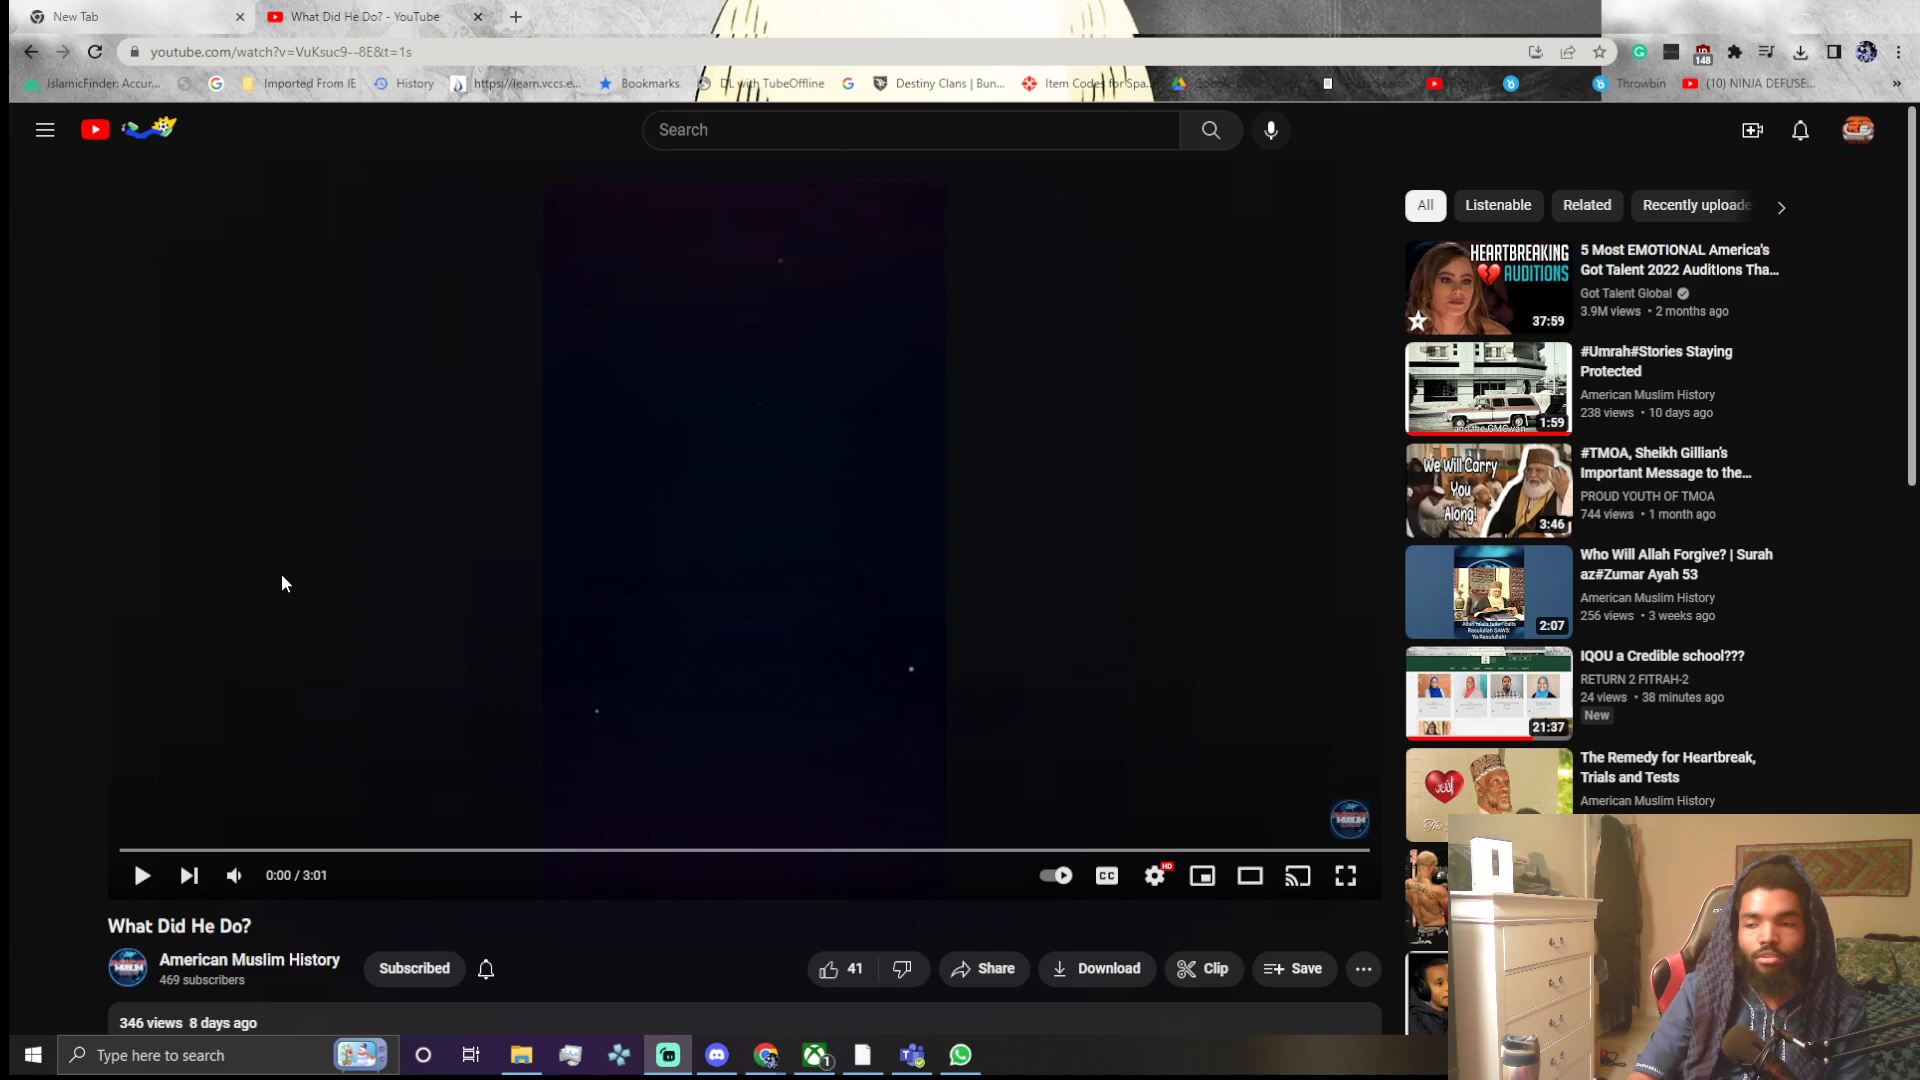 New Tab
What Did He Do? - YouTube
youtube.com/watch?v=VuKsuc9--8E&t=1s
148
IslamicFinder: Accur...
Imported From IE
History
https://learn.vccs.e...
Bookmarks
DL with TubeOffline
Destiny Clans | Bun...
Item Codes for Spa...
Throwbin
(10) NINJA DEFUSE...
»
Search
All
Listenable
Related
Recently uploade
HEARTBREAKING
AUDITIONS
37:59
5 Most EMOTIONAL America's
Got Talent 2022 Auditions Tha...
Got Talent Global
3.9M views • 2 months ago
1:59
#Umrah#Stories Staying
Protected
American Muslim History
238 views • 10 days ago
We Will Carry
You
Along!
3:46
#TMOA, Sheikh Gillian's
Important Message to the...
PROUD YOUTH OF TMOA
744 views • 1 month ago
2:07
Who Will Allah Forgive? | Surah
az#Zumar Ayah 53
American Muslim History
256 views • 3 weeks ago
21:37
IQOU a Credible school???
RETURN 2 FITRAH-2
24 views • 38 minutes ago
New
The Remedy for Heartbreak,
Trials and Tests
American Muslim History
0:00 / 3:01
CC
HD
What Did He Do?
American Muslim History
469 subscribers
Subscribed
41
Share
Download
Clip
Save
346 views 8 days ago
Type here to search
1